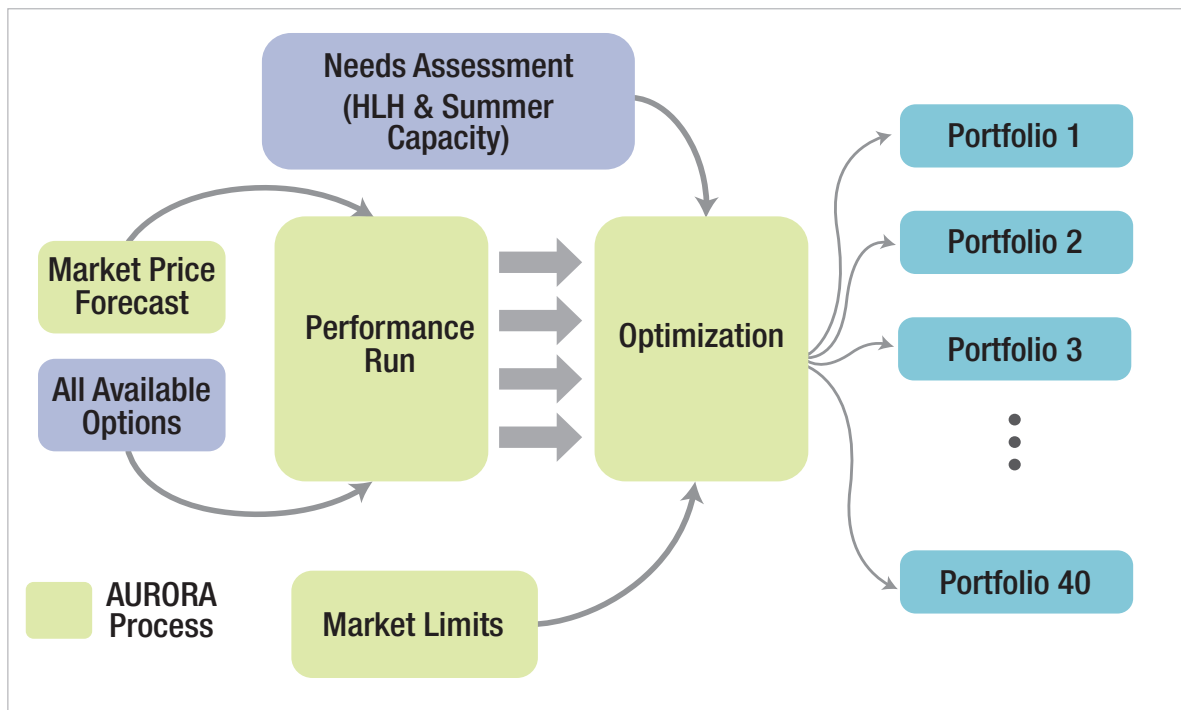 Needs Assessment
(HLH & Summer
Capacity)
Market Price
Forecast
All Available
Options
Performance
Run
Optimization
Market Limits
Portfolio 1
Portfolio 2
Portfolio 3
Portfolio 40
AURORA
Process